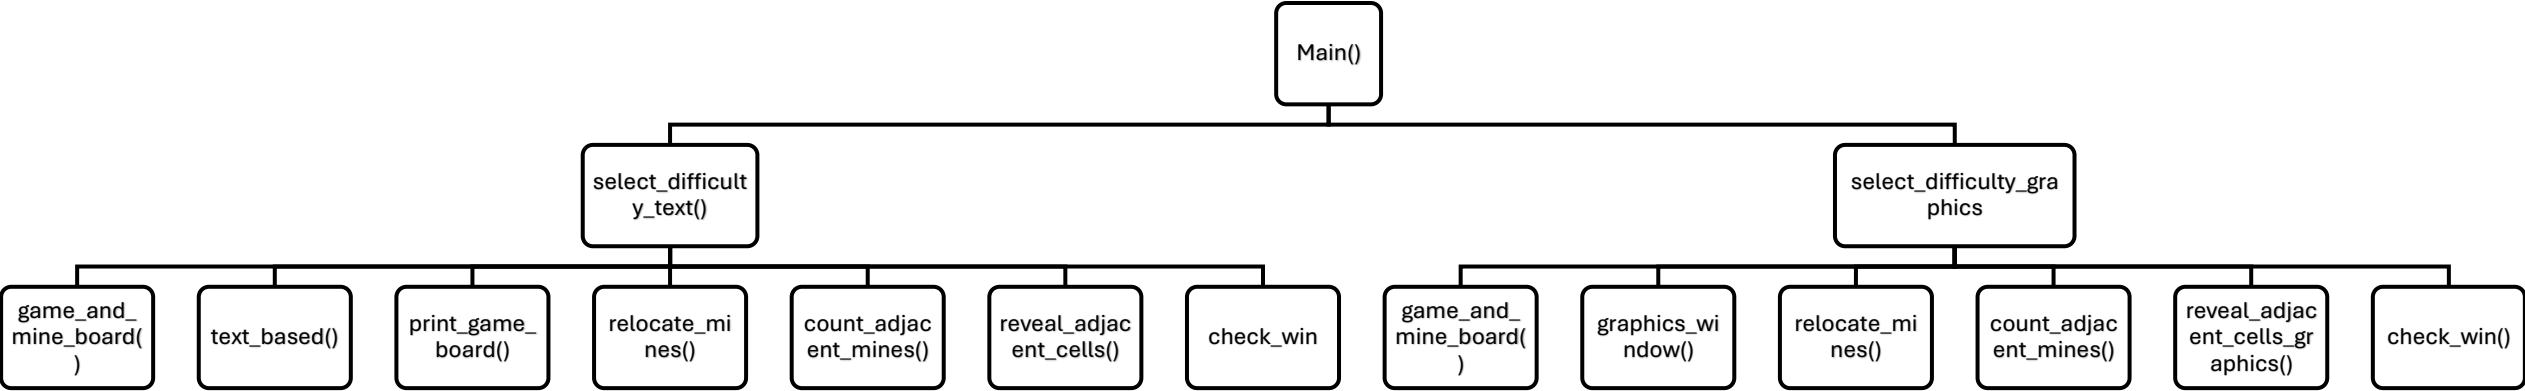 Main()
select_difficult
y_text()
select_difficulty_gra
phics
game_and_
mine_board(
)
text_based()
print_game_
board()
relocate_mi
nes()
count_adjac
ent_mines()
reveal_adjac
ent_cells()
check_win
game_and_
mine_board(
)
graphics_wi
ndow()
relocate_mi
nes()
count_adjac
ent_mines()
reveal_adjac
ent_cells_gr
aphics()
check_win()